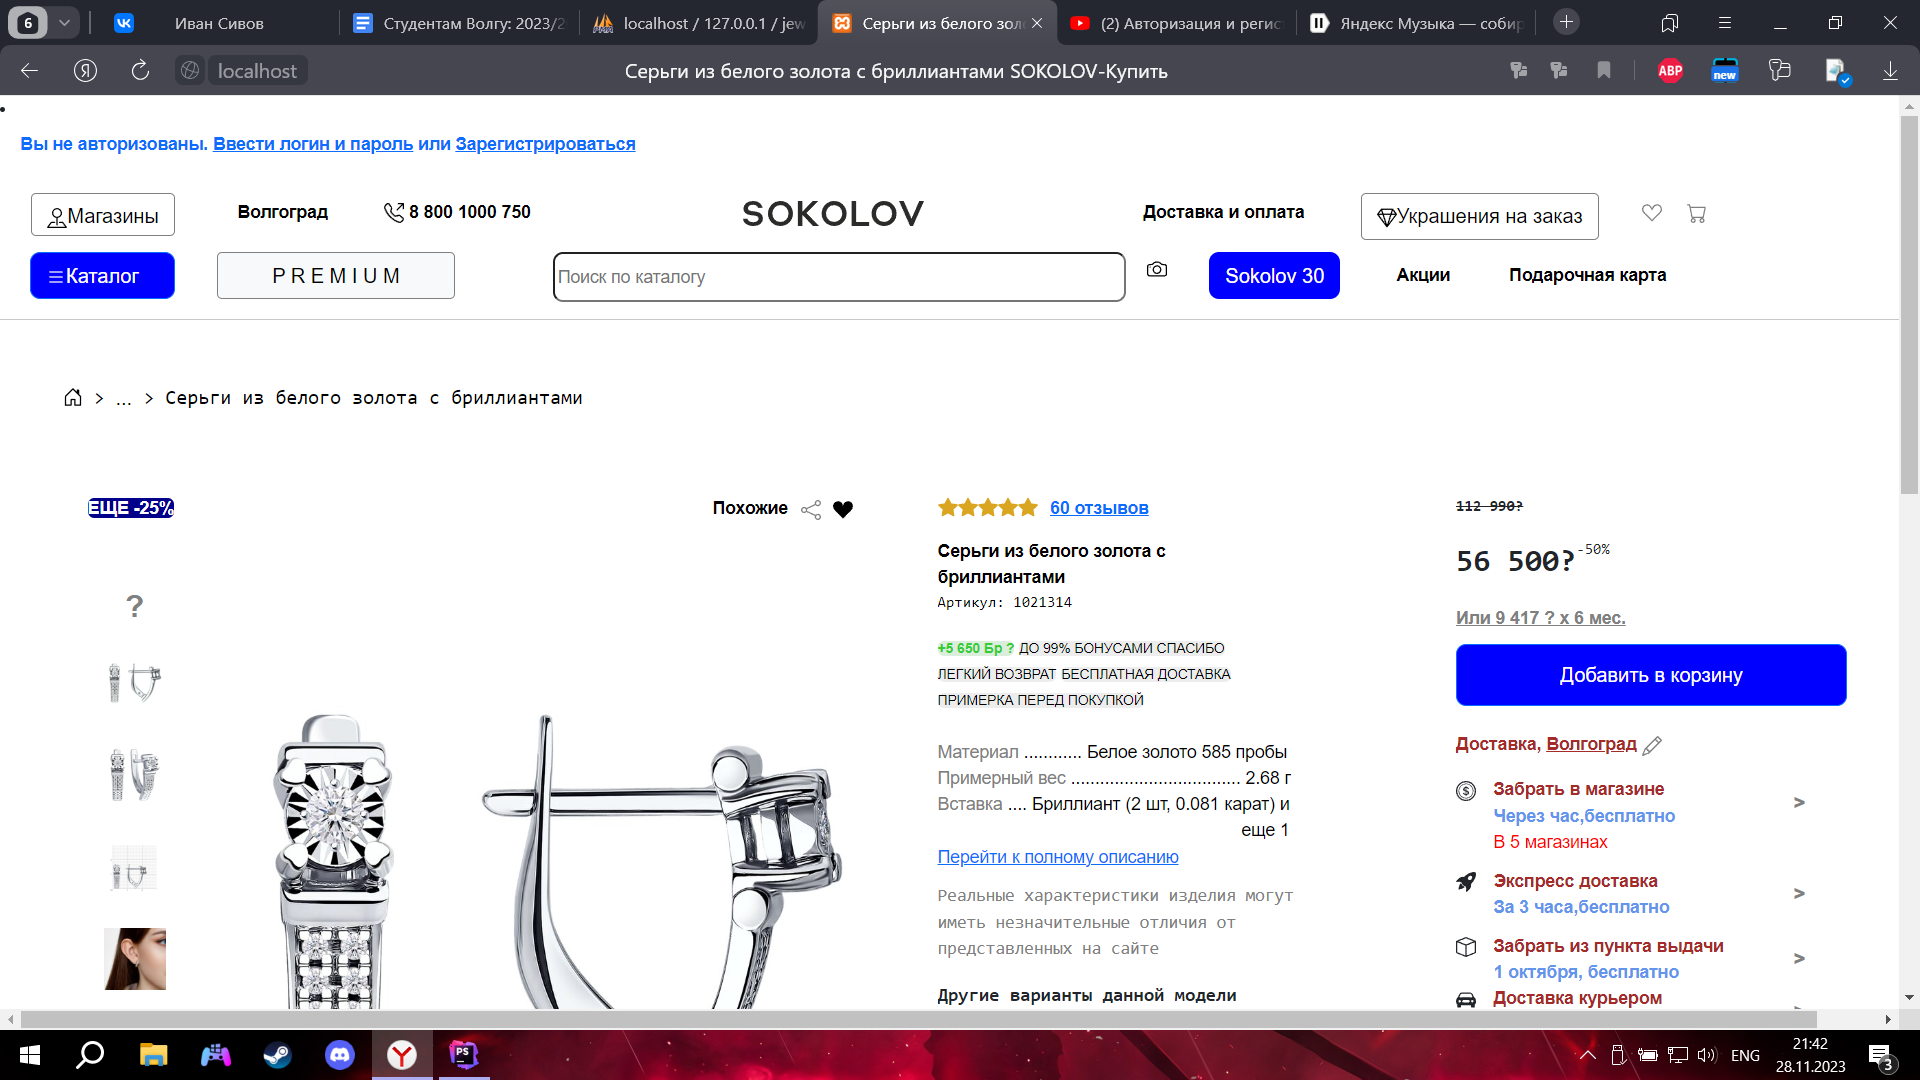 6
Иван Сивов
Студентам Волгу: 2023/2
localhost / 127.0.0.1 / jew
Серьги из белого золо
(2) Авторизация и регис
Яндекс Музыка — собир
localhost
Серьги из белого золота с бриллиантами SOKOLOV-Купить
ABP
new
Вы не авторизованы. Ввести логин и пароль или Зарегистрироваться
Магазины
Волгоград
8 800 1000 750
SOKOLOV
Доставка и оплата
Украшения на заказ
Каталог
PREMIUM
Поиск по каталогу
Sokolov 30
Акции
Подарочная карта
> ... > Серьги из белого золота с бриллиантами
ЕЩЕ -25%
Похожие
?
60 отзывов
Серьги из белого золота с
бриллиантами
Артикул: 1021314
+5 650 Бр ? ДО 99% БОНУСАМИ СПАСИБО
ЛЕГКИЙ ВОЗВРАТ БЕСПЛАТНАЯ ДОСТАВКА
ПРИМЕРКА ПЕРЕД ПОКУПКОЙ
Материал ............ Белое золото 585 пробы
Примерный вес ................................... 2.68 г
Вставка .... Бриллиант (2 шт, 0.081 карат) и
еще 1
Перейти к полному описанию
Реальные характеристики изделия могут
иметь незначительные отличия от
представленных на сайте
Другие варианты данной модели
112 990?
56 500?-50%
Или 9 417 ? х 6 мес.
Добавить в корзину
Доставка, Волгоград
Забрать в магазине
Через час,бесплатно
В 5 магазинах
>
Экспресс доставка
За 3 часа,бесплатно
>
Забрать из пункта выдачи
1 октября, бесплатно
>
Доставка курьером
PS
ENG
21:42
28.11.2023
3